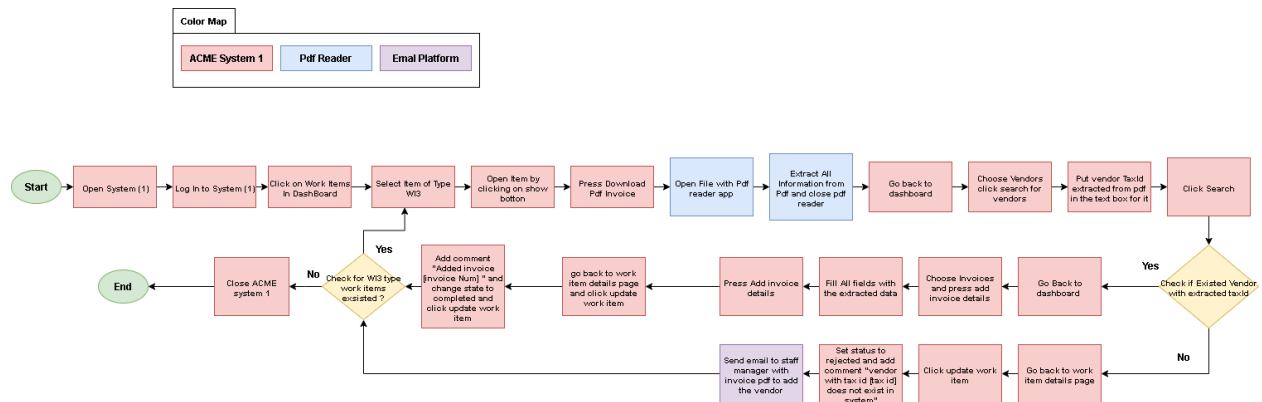 Color Map
ACME System 1
Pdf Reader
Emal Platform
Start
Open System (1)
Log In to System (1)
Click on Work Items
In DashBoard
Select Item of Type
WI3
Open Item by
clicking on show
botton
Press Download
Pdf Invoice
Open File with Pdf
reader app
Extract All
Information from
Pdf and close pdf
reader
Go back to
dashboard
Choose Vendors
click search for
vendors
Put vendor TaxId
extracted from pdf
in the text box for it
Click Search
Yes
Check if Existed Vendor
with extracted taxId
No
Go Back to
dashboard
Choose Invoices
and press add
invoice details
Fill All fields with
the extracted data
Press Add invoice
details
go back to work
item details page
and click update
work item
Add comment
"Added invoice
[invoice Num] " and
change state to
completed and
click update work
item
Yes
Check for WI3 type
work items
exsisted ?
No
Close ACME
system 1
End
Go back to work
item details page
Click update work
item
Set status to
rejected and add
comment "vendor
with tax id [tax id]
does not exist in
system"
Send email to staff
manager with
invoice pdf to add
the vendor